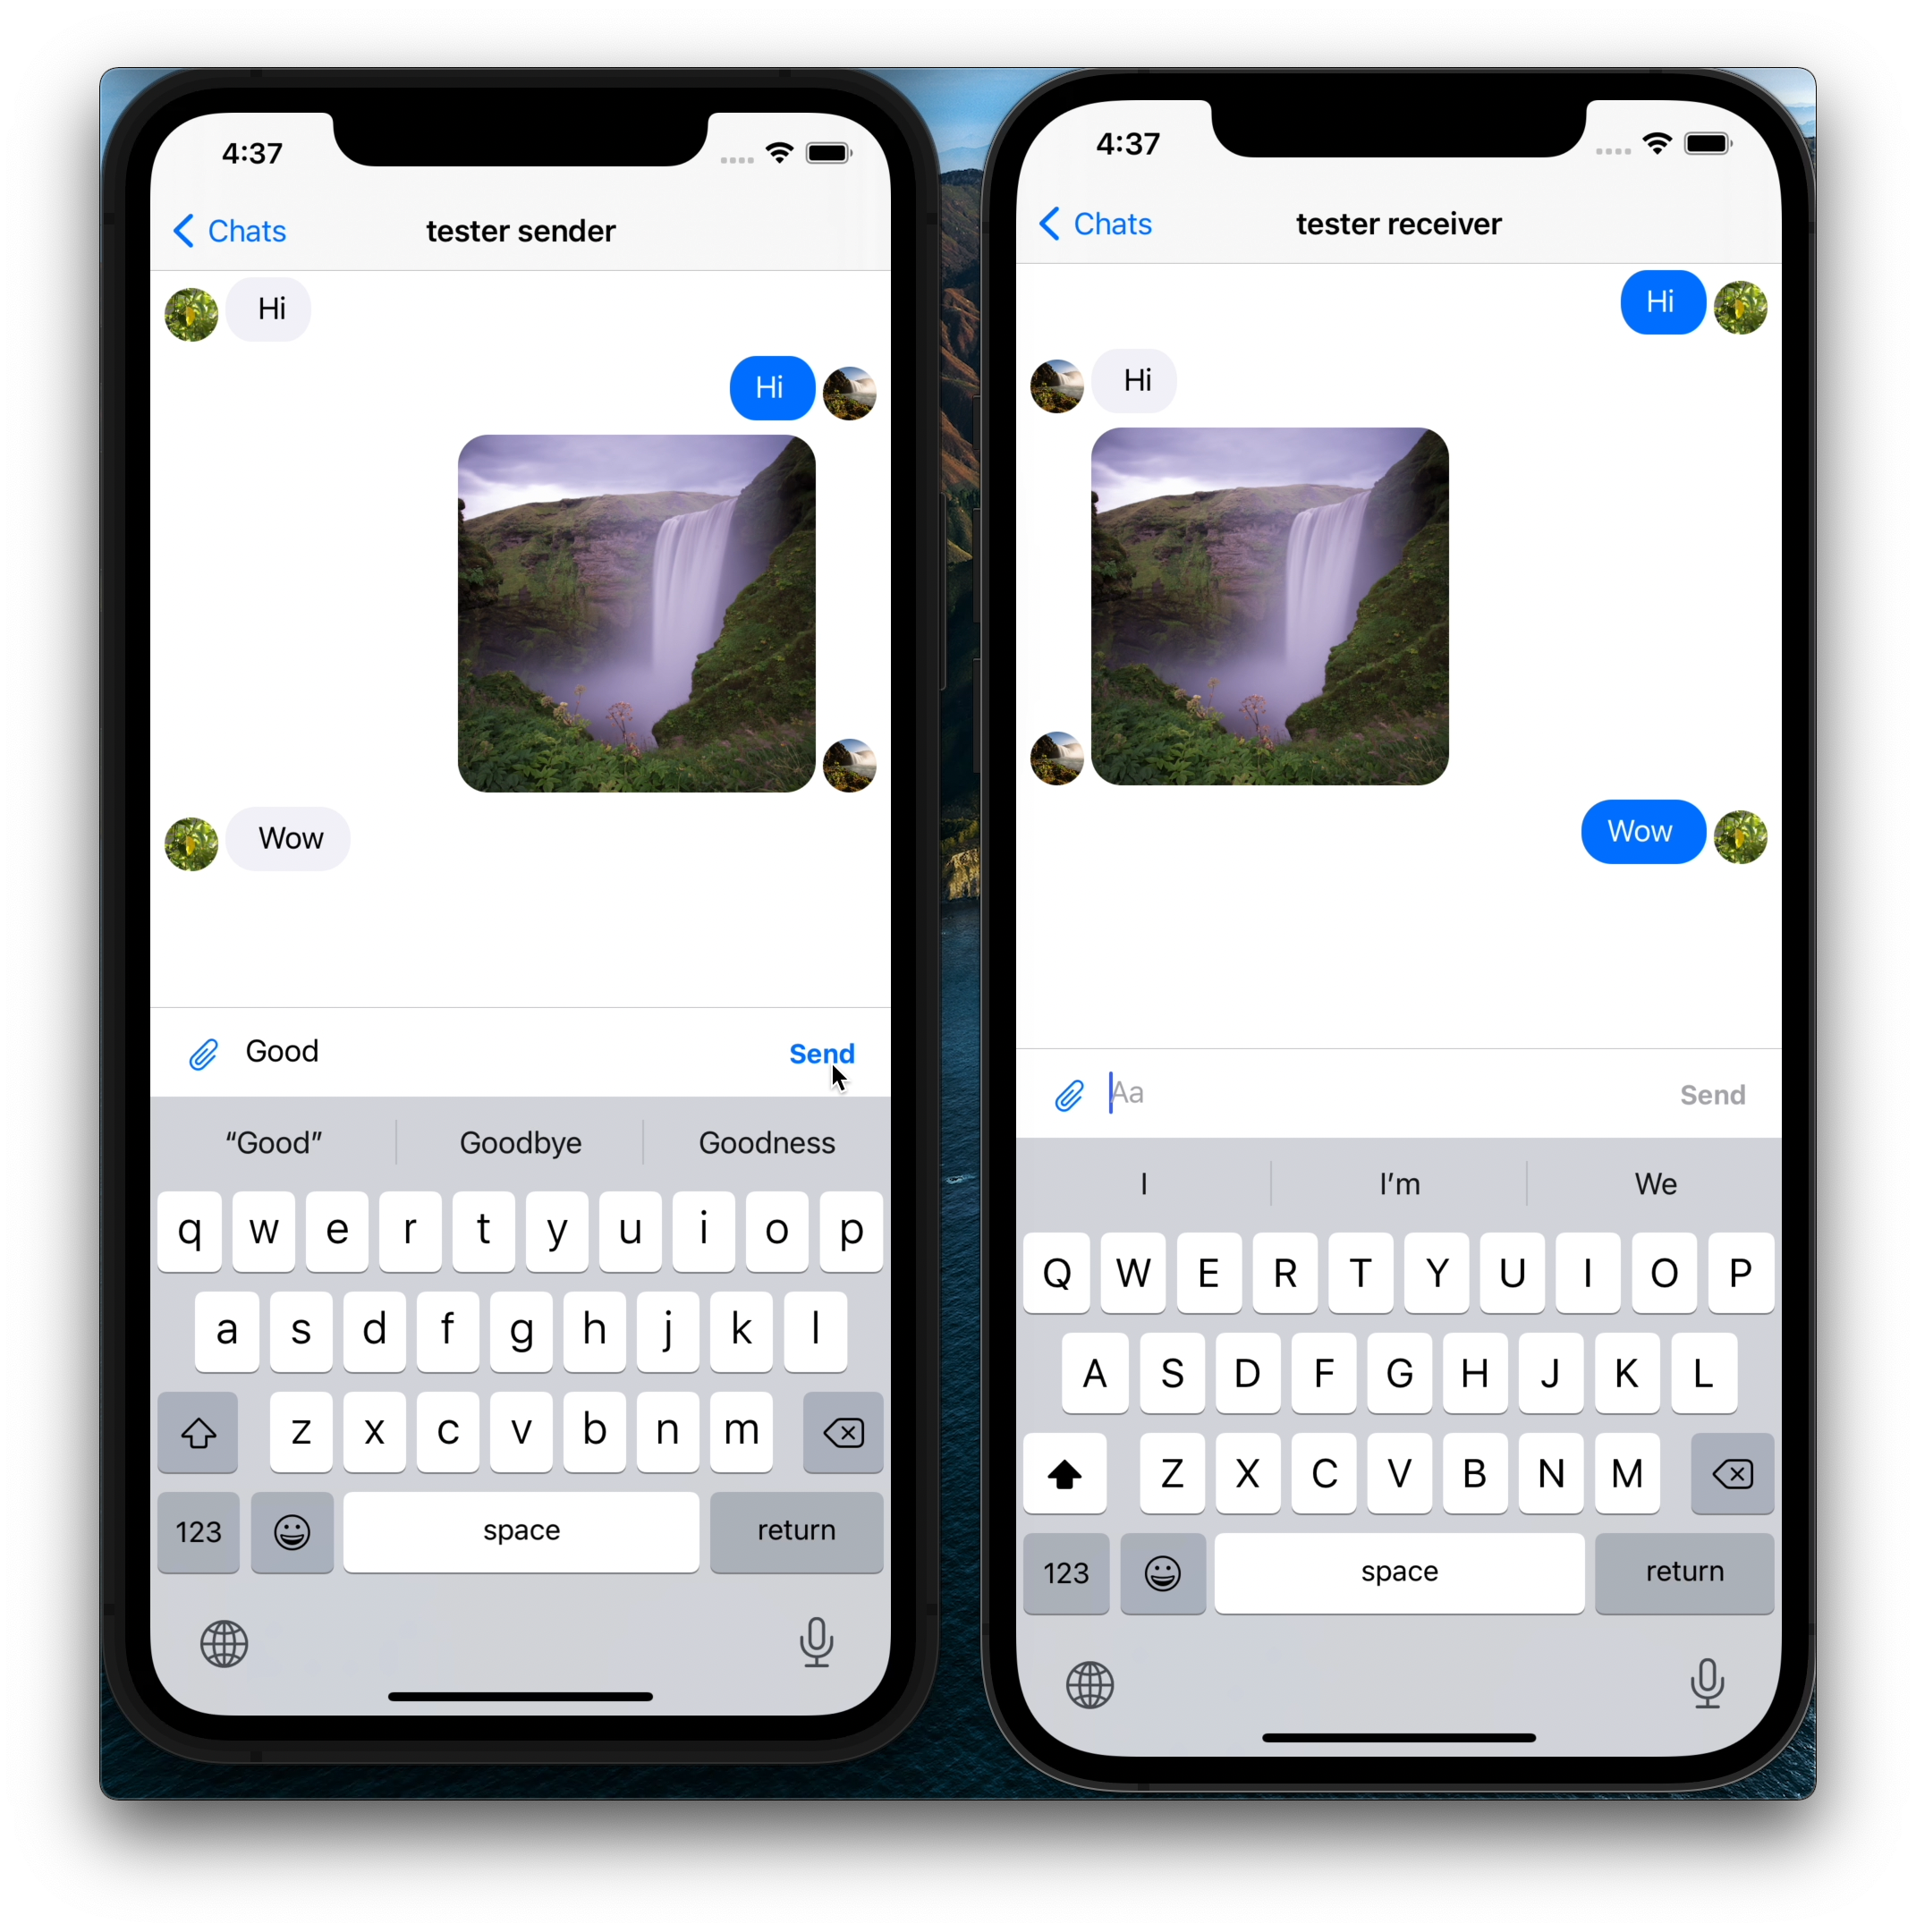 4:37
Chats
tester sender
Hi
Hi
Wow
Good
Send
“Good”
Goodbye
Goodness
q w e r t y u i o p
a s d f g h j k l
z x c v b n m
123
space
return
4:37
Chats
tester receiver
Hi
Hi
Wow
Aa
Send
I
I’m
We
Q W E R T Y U I O P
A S D F G H J K L
Z X C V B N M
123
space
return